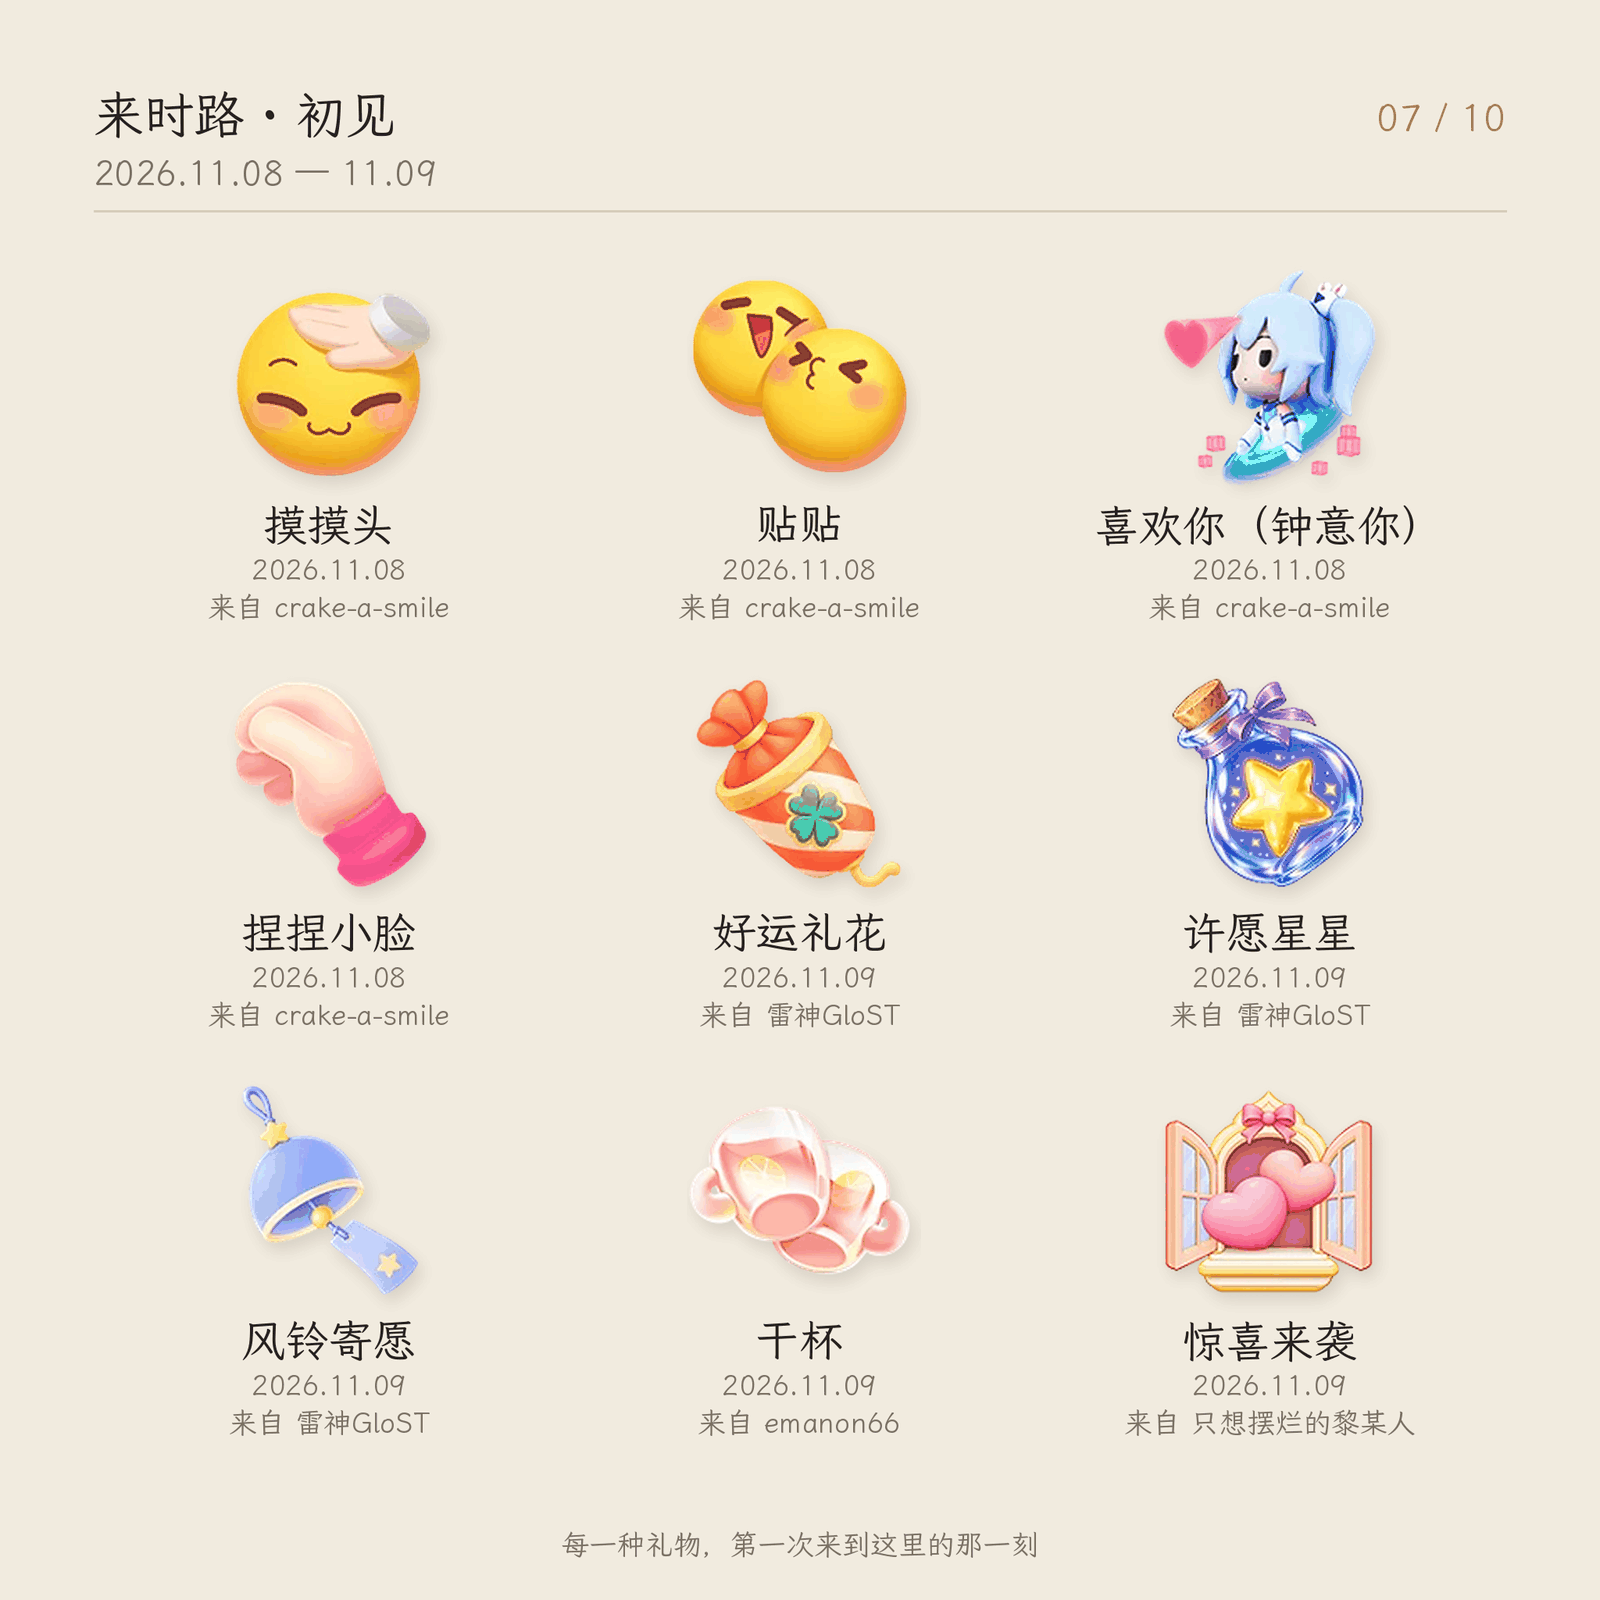 来时路·初见
07 / 10
2026.11.08 — 11.09
摸摸头
2026.11.08
来自 crake-a-smile
贴贴
2026.11.08
来自 crake-a-smile
喜欢你（钟意你）
2026.11.08
来自 crake-a-smile
捏捏小脸
2026.11.08
来自 crake-a-smile
好运礼花
2026.11.09
来自 雷神GloST
许愿星星
2026.11.09
来自 雷神GloST
风铃寄愿
2026.11.09
来自 雷神GloST
干杯
2026.11.09
来自 emanon66
惊喜来袭
2026.11.09
来自 只想摆烂的黎某人
每一种礼物，第一次来到这里的那一刻